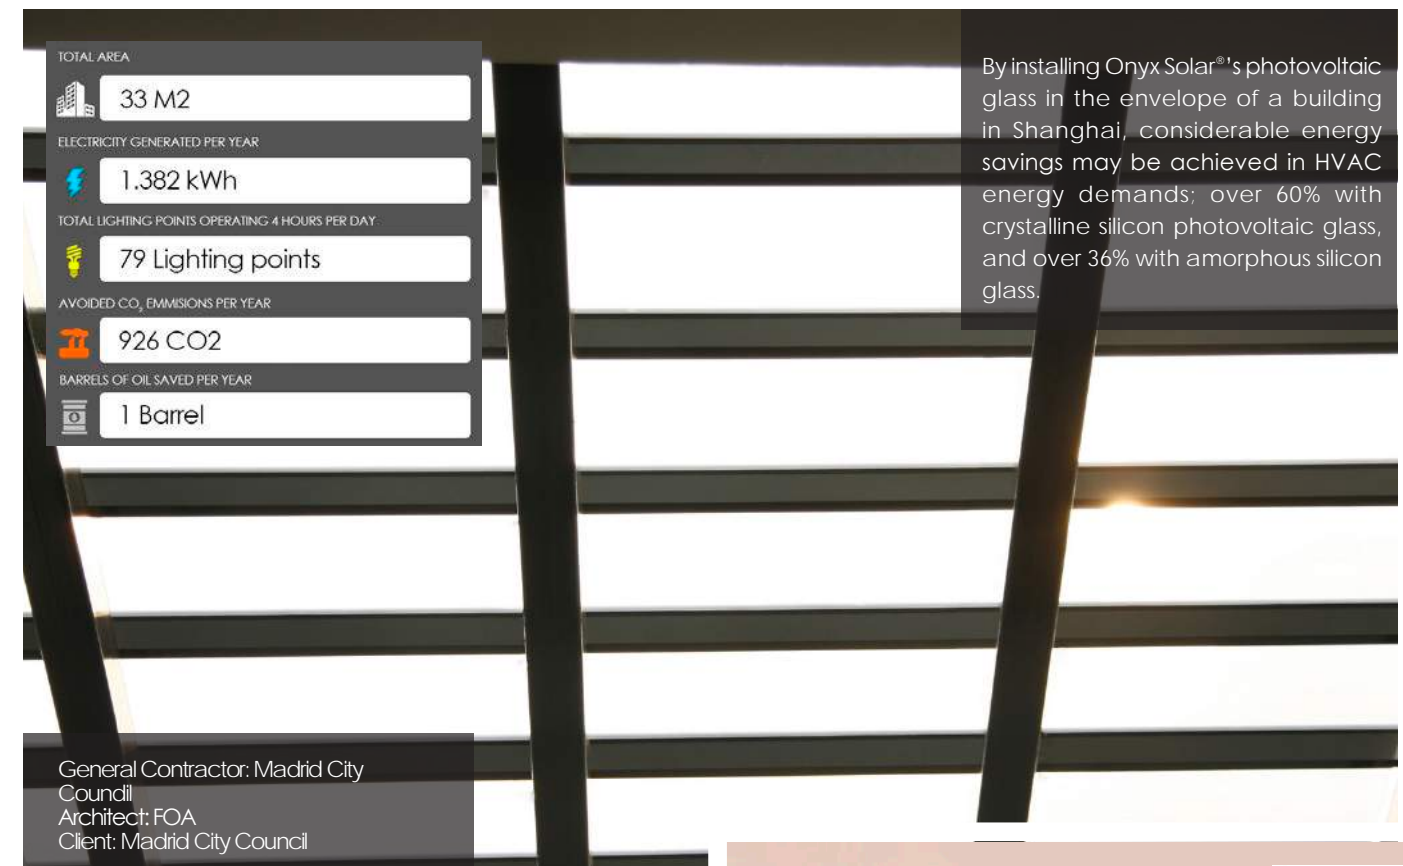 TOTAL AREA
33 M2
ELECTRICITY GENERATED PER YEAR
1.382 kWh
TOTAL LIGHTING POINTS OPERATING 4 HOURS PER DAY
79 Lighting points
AVOIDED CO₂ EMMISIONS PER YEAR
926 CO2
BARRELS OF OIL SAVED PER YEAR
1 Barrel
By installing Onyx Solar®'s photovoltaic
glass in the envelope of a building
in Shanghai, considerable energy
savings may be achieved in HVAC
energy demands; over 60% with
crystalline silicon photovoltaic glass,
and over 36% with amorphous silicon
glass.
General Contractor: Madrid City
Coundil
Architect: FOA
Client: Madrid City Council